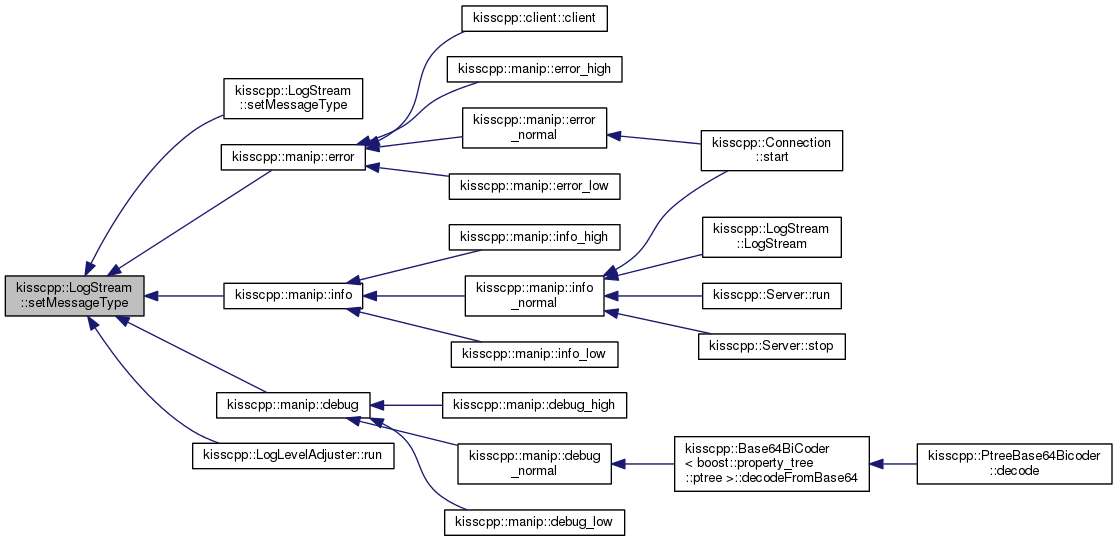 kisscpp::client::client
kisscpp::manip::error_high
kisscpp::LogStream
::setMessageType
kisscpp::manip::error
_normal
kisscpp::Connection
::start
kisscpp::manip::error
kisscpp::manip::error_low
kisscpp::manip::info_high
kisscpp::LogStream
::LogStream
kisscpp::LogStream
::setMessageType
kisscpp::manip::info
kisscpp::manip::info
_normal
kisscpp::Server::run
kisscpp::Server::stop
kisscpp::manip::info_low
kisscpp::manip::debug
kisscpp::manip::debug_high
kisscpp::LogLevelAdjuster::run
kisscpp::manip::debug
_normal
kisscpp::Base64BiCoder
< boost::property_tree
::ptree >::decodeFromBase64
kisscpp::PtreeBase64Bicoder
::decode
kisscpp::manip::debug_low